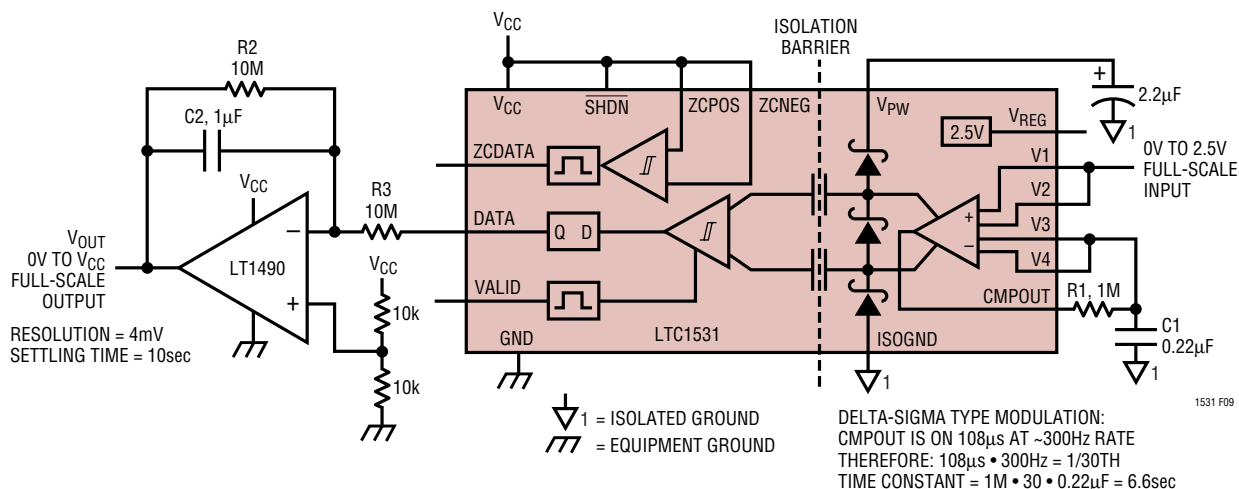 VCC
ISOLATION
BARRIER
R2
10M
C2, 1µF
VCC
R3
10M
VOUT
0V TO VCC
FULL-SCALE
OUTPUT
LT1490
−
+
VCC
10k
10k
RESOLUTION = 4mV
SETTLING TIME = 10sec
VCC
SHDN
ZCPOS
ZCNEG
VPW
+
2.2µF
1
2.5V
VREG
ZCDATA
V1
0V TO 2.5V
FULL-SCALE
INPUT
V2
DATA
Q D
+
−
V3
V4
VALID
CMPOUT
R1, 1M
C1
0.22µF
1
GND
LTC1531
ISOGND
1
1 = ISOLATED GROUND
= EQUIPMENT GROUND
1531 F09
DELTA-SIGMA TYPE MODULATION:
CMPOUT IS ON 108µs AT ~300Hz RATE
THEREFORE: 108µs • 300Hz = 1/30TH
TIME CONSTANT = 1M • 30 • 0.22µF = 6.6sec